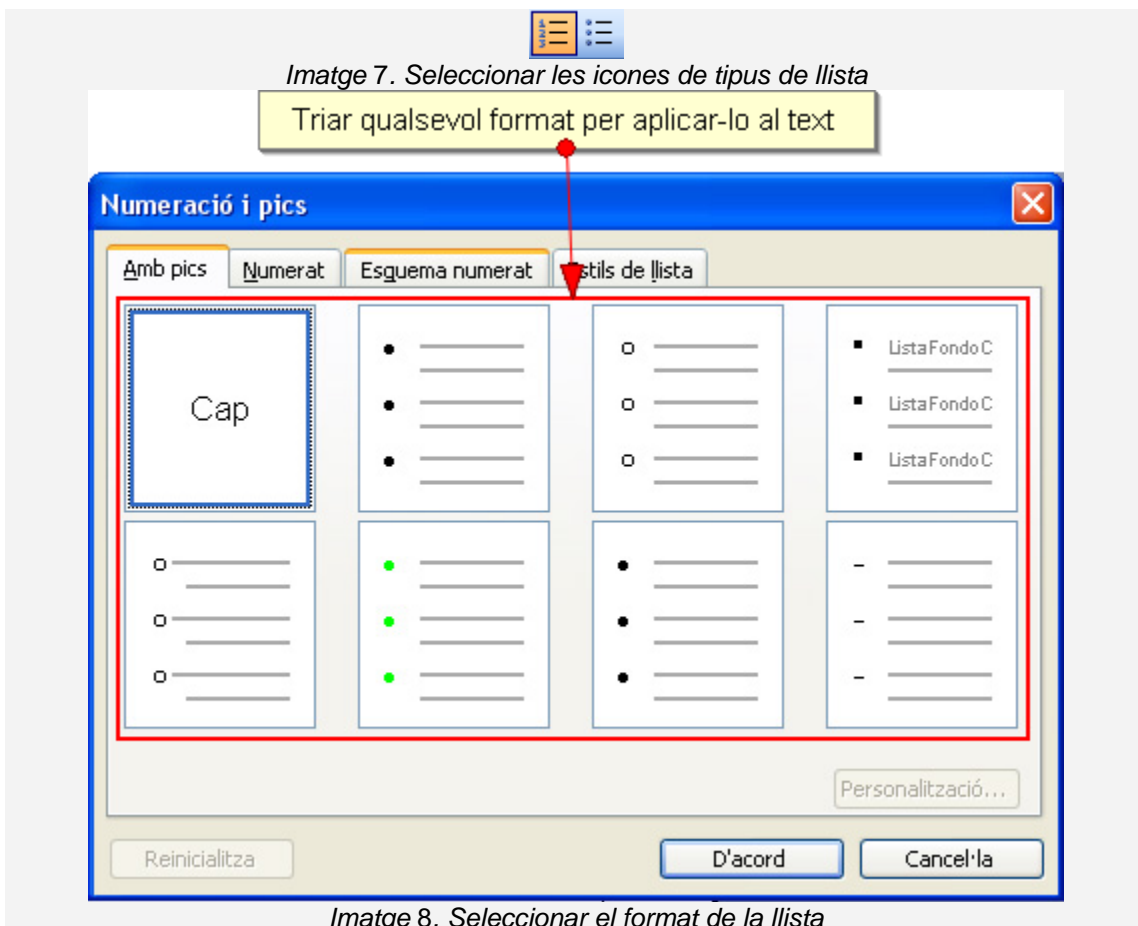 Imatge 7. Seleccionar les icones de tipus de llista
Triar qualsevol format per aplicar-lo al text
Numeració i pics
Amb pics Numerat Esquema numerat stils de llista
Cap
ListaFondoC
ListaFondoC
ListaFondoC
Personalització...
Reinicialitza D'acord Cancel·la
Imatge 8. Seleccionar el format de la llista